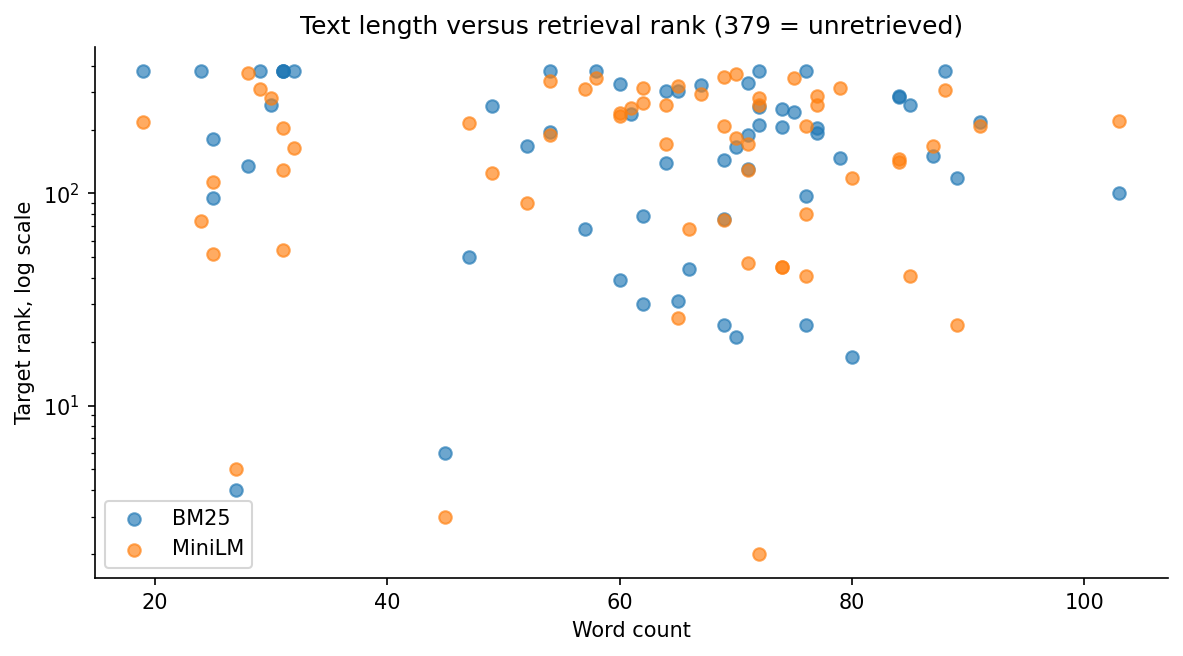 Text length versus retrieval rank (379 = unretrieved)
Target rank, log scale
10²
10¹
BM25
MiniLM
20 40 60 80 100
Word count